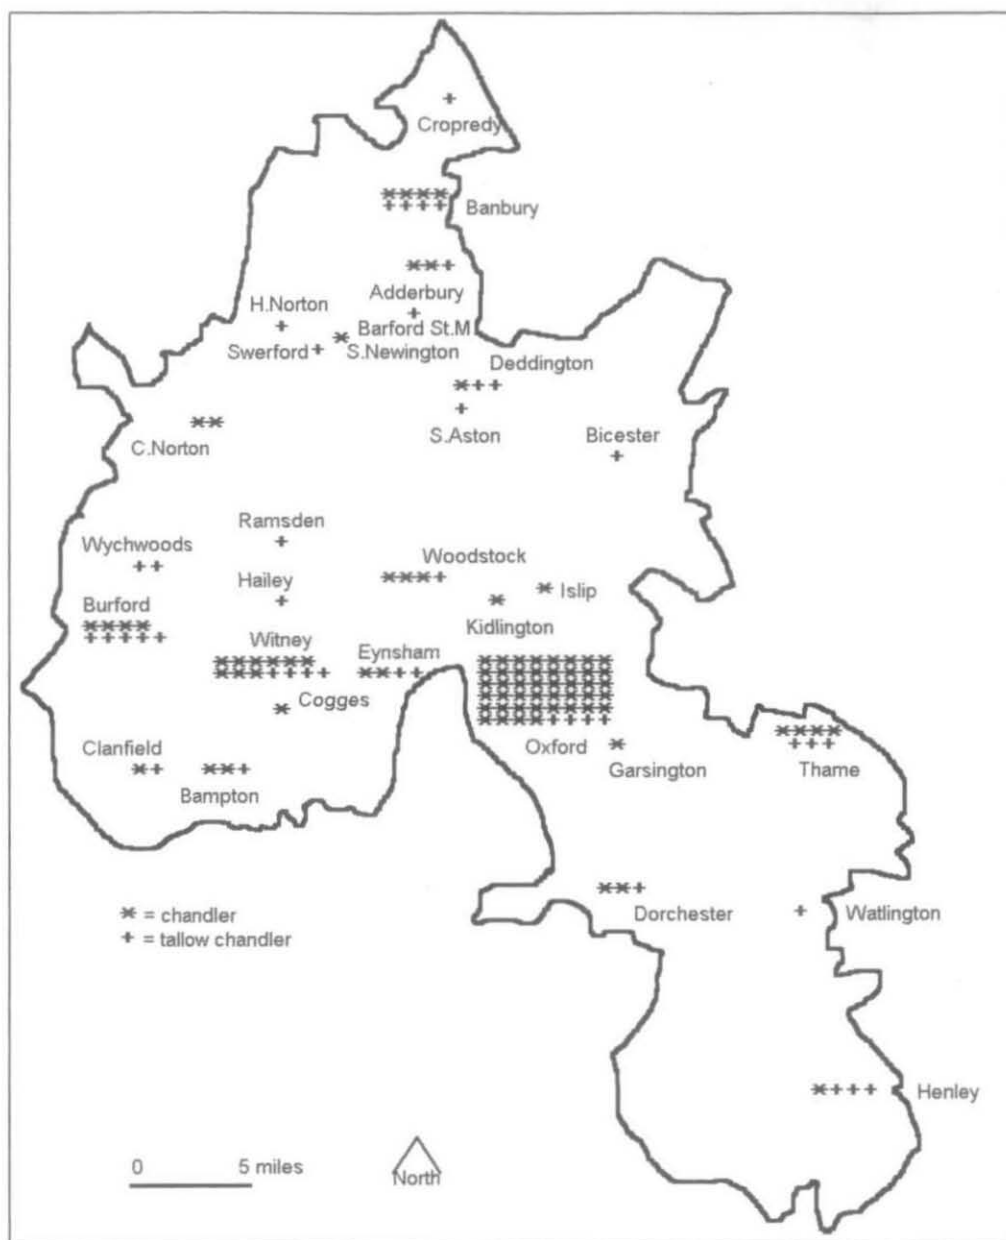 Cropredy
Banbury
Adderbury
H.Norton
Barford St.M
Swerford
S.Newington
Deddington
C.Norton
S.Aston
Bicester
Ramsden
Wychwoods
Woodstock
Hailey
Islip
Burford
Kidlington
Witney
Eynsham
Cogges
Clanfield
Oxford
Garsington
Thame
Bampton
* = chandler
+ = tallow chandler
Dorchester
Watlington
Henley
0 5 miles
North